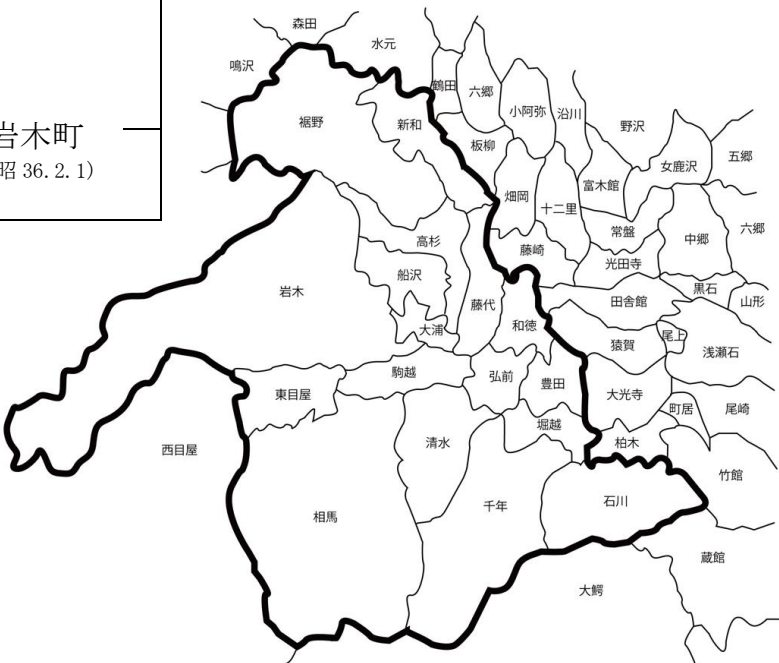 森田
水元
鳴沢
鶴田
六郷
小阿弥
沿川
野沢
五郷
岩木町
(昭 36.2.1)
裾野
新和
板柳
女鹿沢
富木館
畑岡
十二里
常盤
中郷
六郷
高杉
藤崎
光田寺
船沢
岩木
田舎館
黒石
山形
藤代
和徳
大浦
尾上
猿賀
浅瀬石
駒越
弘前
豊田
東目屋
大光寺
町居
尾崎
堀越
西目屋
清水
柏木
竹館
相馬
千年
石川
蔵館
大鰐